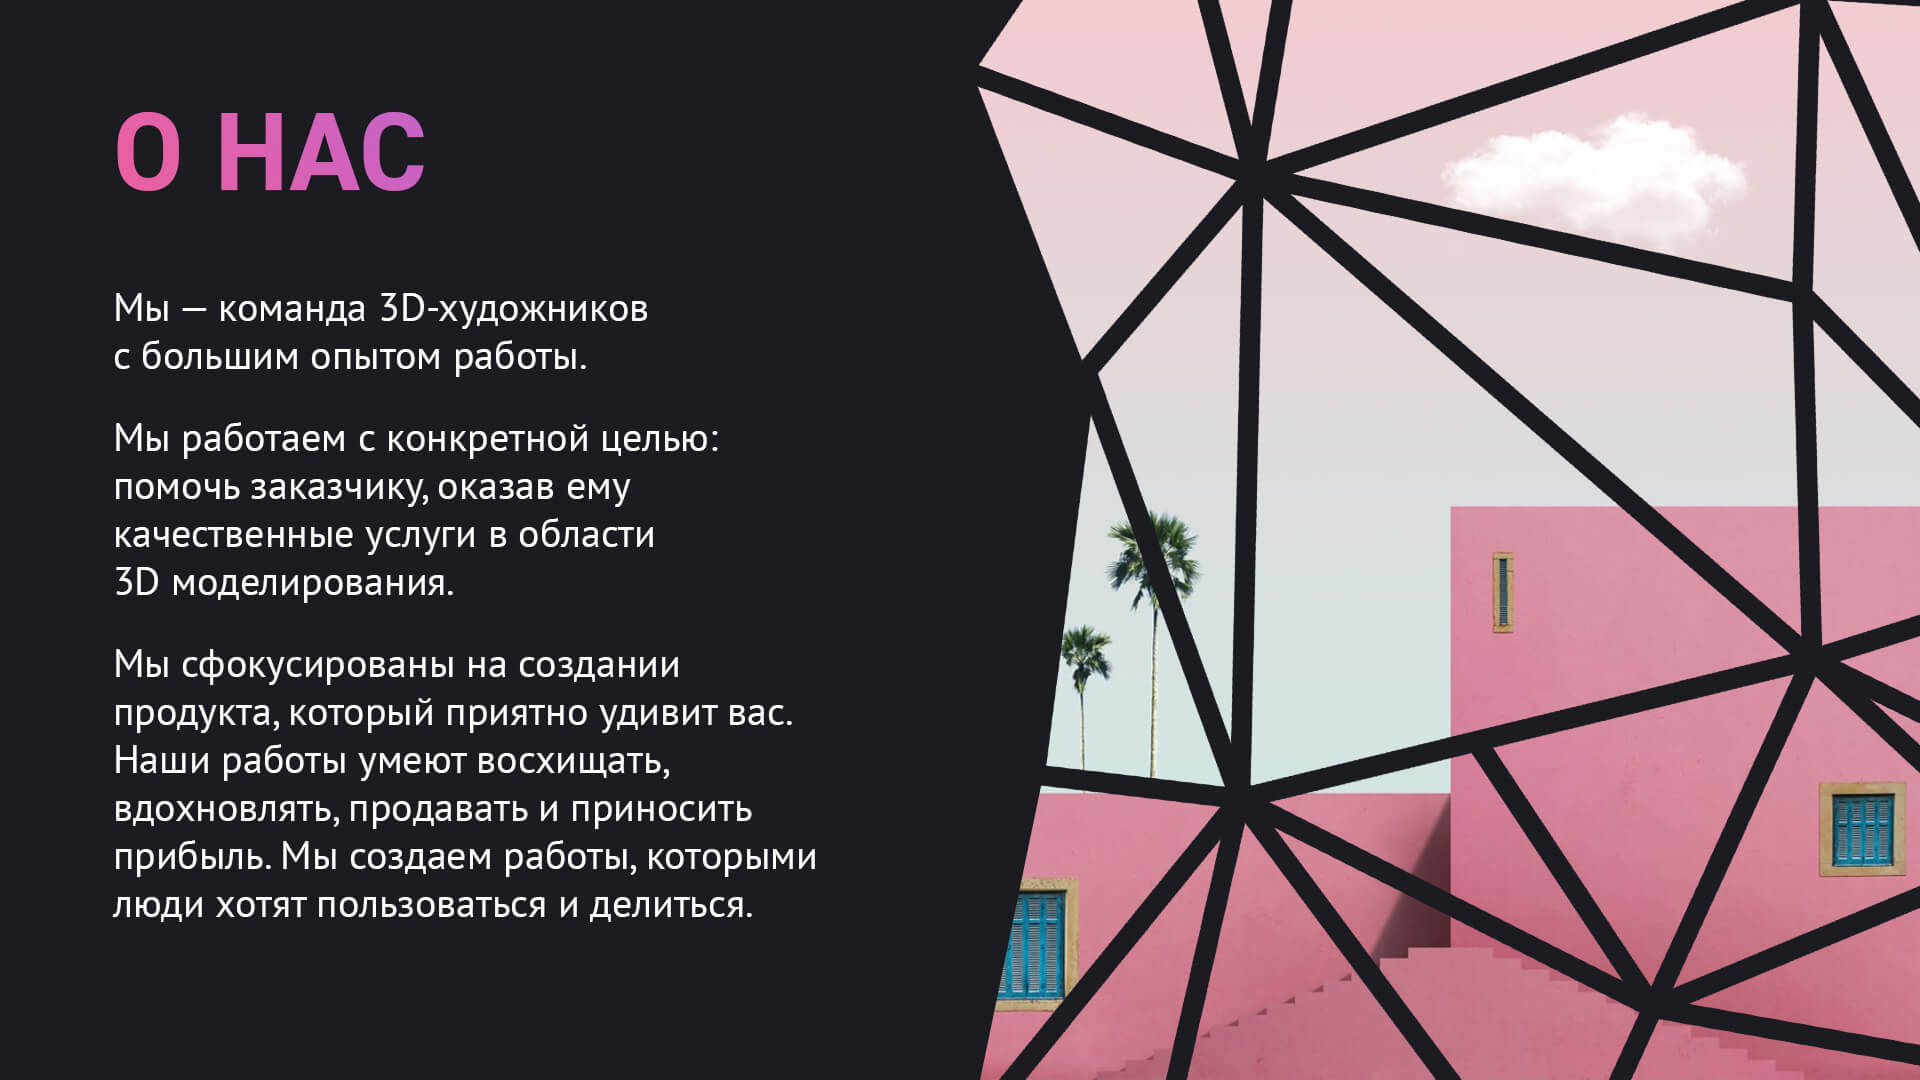 О НАС
Мы — команда 3D-художников
с большим опытом работы.
Мы работаем с конкретной целью:
помочь заказчику, оказав ему
качественные услуги в области
3D моделирования.
Мы сфокусированы на создании
продукта, который приятно удивит вас.
Наши работы умеют восхищать,
вдохновлять, продавать и приносить
прибыль. Мы создаем работы, которыми
люди хотят пользоваться и делиться.